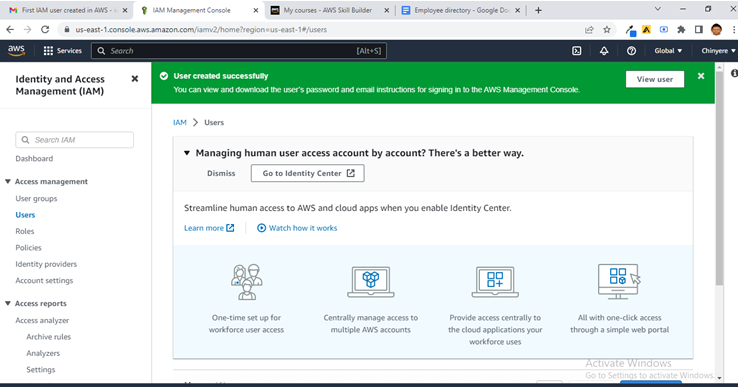 First IAM user created in AWS -
IAM Management Console
My courses - AWS Skill Builder
Employee directory - Google Do
us-east-1.console.aws.amazon.com/iamv2/home?region=us-east-1#/users
aws
Services
Search
[Alt+S]
Global
Chinyere
Identity and Access
Management (IAM)
Search IAM
Dashboard
Access management
User groups
Users
Roles
Policies
Identity providers
Account settings
Access reports
Access analyzer
Archive rules
Analyzers
Settings
User created successfully
You can view and download the user's password and email instructions for signing in to the AWS Management Console.
View user
IAM > Users
Managing human user access account by account? There's a better way.
Dismiss
Go to Identity Center
Streamline human access to AWS and cloud apps when you enable Identity Center.
Learn more
Watch how it works
One-time set up for
workforce user access
Centrally manage access to
multiple AWS accounts
Provide access centrally to
the cloud applications your
workforce uses
All with one-click access
through a simple web portal
Activate Windows
Go to Settings to activate Windows.